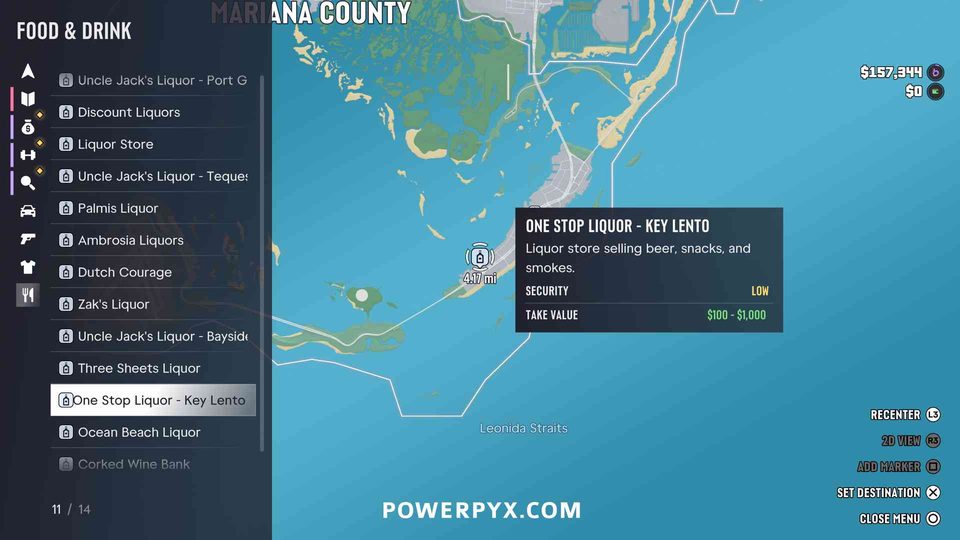 MARIANA COUNTY
FOOD & DRINK
Uncle Jack's Liquor - Port G
Discount Liquors
Liquor Store
Uncle Jack's Liquor - Teques
Palmis Liquor
Ambrosia Liquors
Dutch Courage
Zak's Liquor
Uncle Jack's Liquor - Bayside
Three Sheets Liquor
One Stop Liquor - Key Lento
Ocean Beach Liquor
Corked Wine Bank
11 / 14
$157,344
$0
4.17 mi
ONE STOP LIQUOR - KEY LENTO
Liquor store selling beer, snacks, and
smokes.
SECURITY LOW
TAKE VALUE $100 - $1,000
Leonida Straits
RECENTER L3
2D VIEW R3
ADD MARKER
SET DESTINATION
CLOSE MENU
POWERPYX.COM